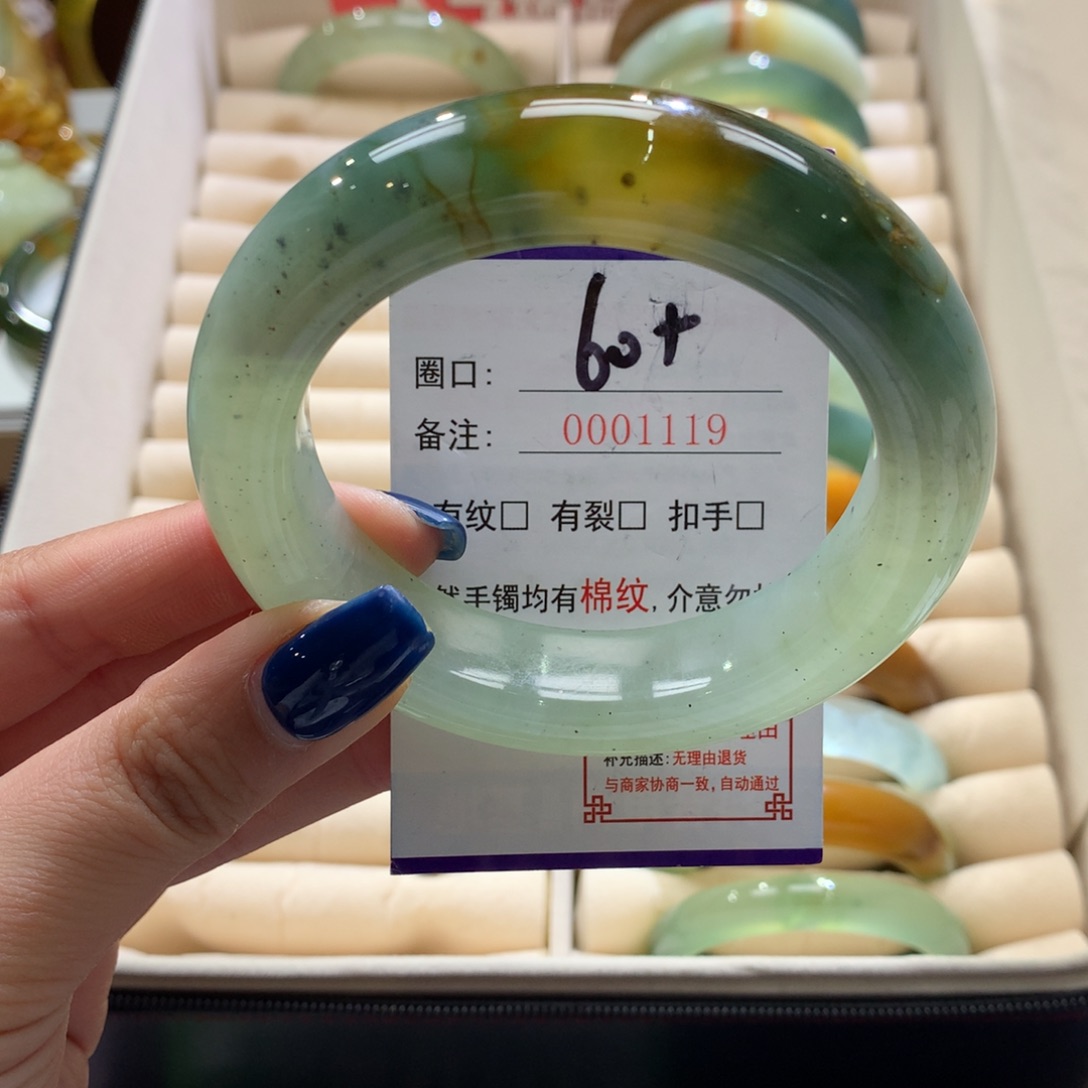 圈口: 60+
备注: 0001119
有纹□ 有裂□ 扣手□
手镯均有棉纹, 介意勿
补充描述: 无理由退货
与商家协商一致, 自动通过